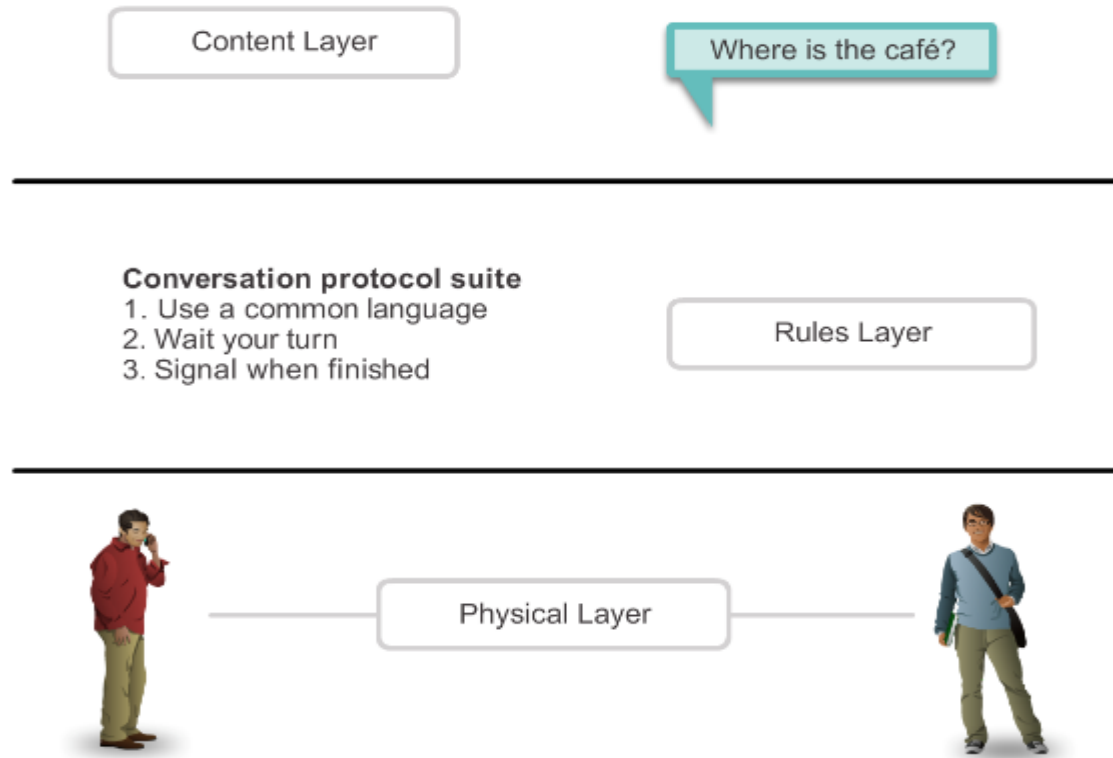 Content Layer
Where is the café?
Conversation protocol suite
1. Use a common language
2. Wait your turn
3. Signal when finished
Rules Layer
Physical Layer